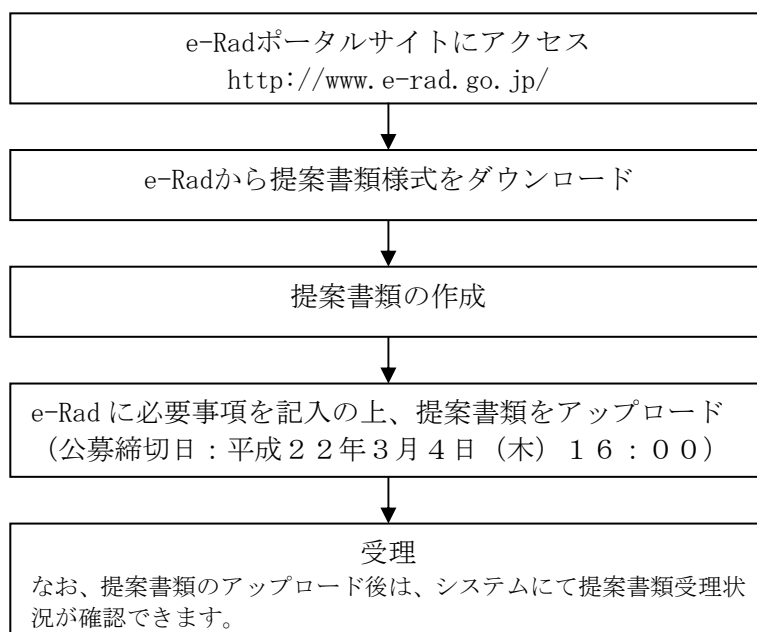 e-Radポータルサイトにアクセス
http://www.e-rad.go.jp/
e-Radから提案書類様式をダウンロード
提案書類の作成
e-Rad に必要事項を記入の上、提案書類をアップロード
（公募締切日：平成２２年３月４日（木）１６：００）
受理
なお、提案書類のアップロード後は、システムにて提案書類受理状
況が確認できます。